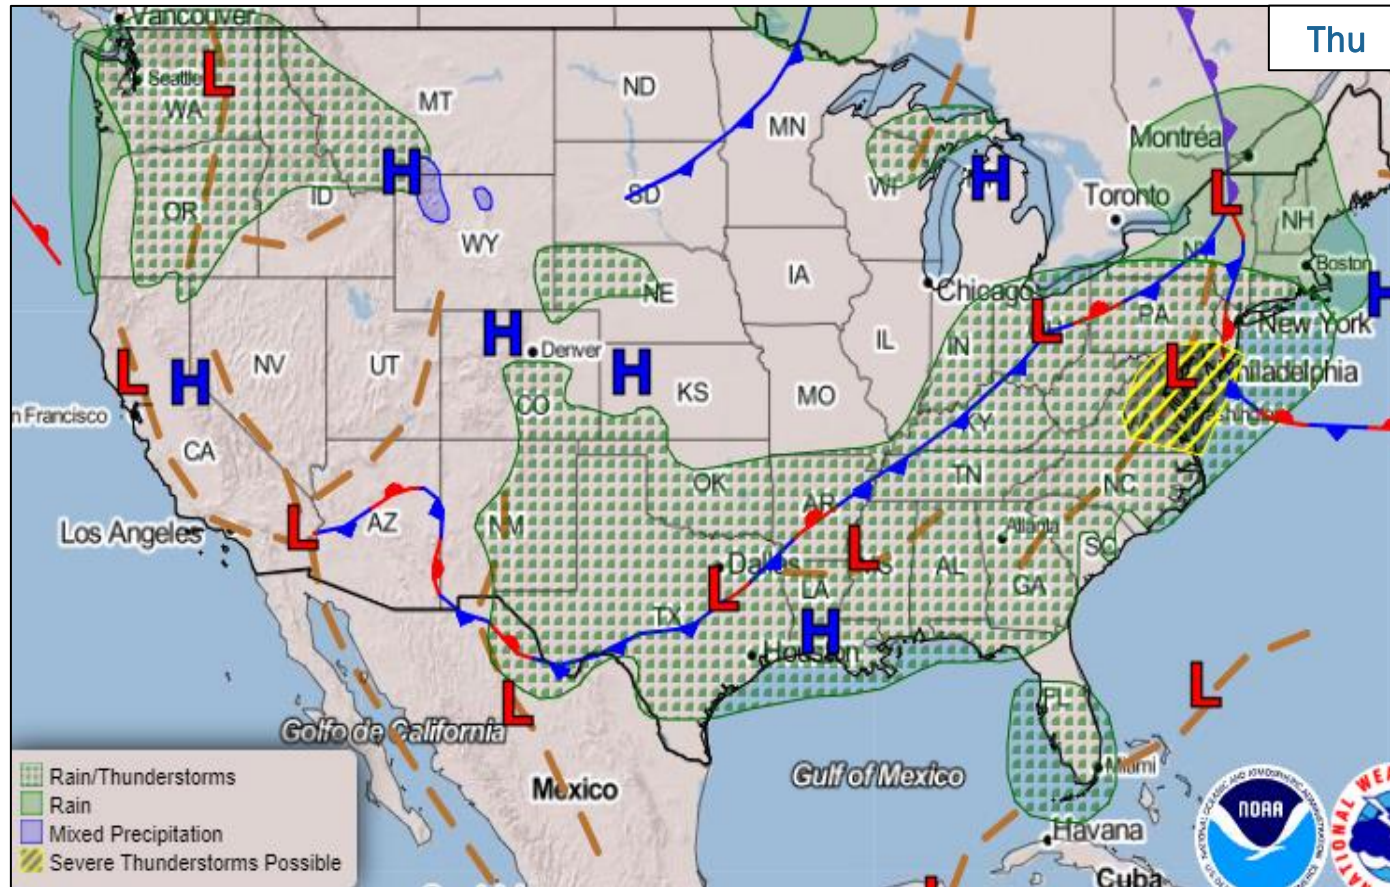 Vancouver
Thu
Seattle
WA
MT
ND
MN
Montréa
OR
ID
SD
WI
Toronto
NH
WY
Boston
NE
IA
Chicago
PA
New York
NV
UT
Denver
IL
IN
n Francisco
CO
KS
MO
Philadelphia
CA
KY
OK
TN
NC
Los Angeles
AZ
NM
AR
Atlanta
SC
Dallas
MS
AL
GA
TX
LA
Houston
FL
Golfo de California
Mexico
Gulf of Mexico
Miami
Havana
Cuba
Rain/Thunderstorms
Rain
Mixed Precipitation
Severe Thunderstorms Possible
NOAA
H
H
H
H
H
H
H
L
L
L
L
L
L
L
L
L
L